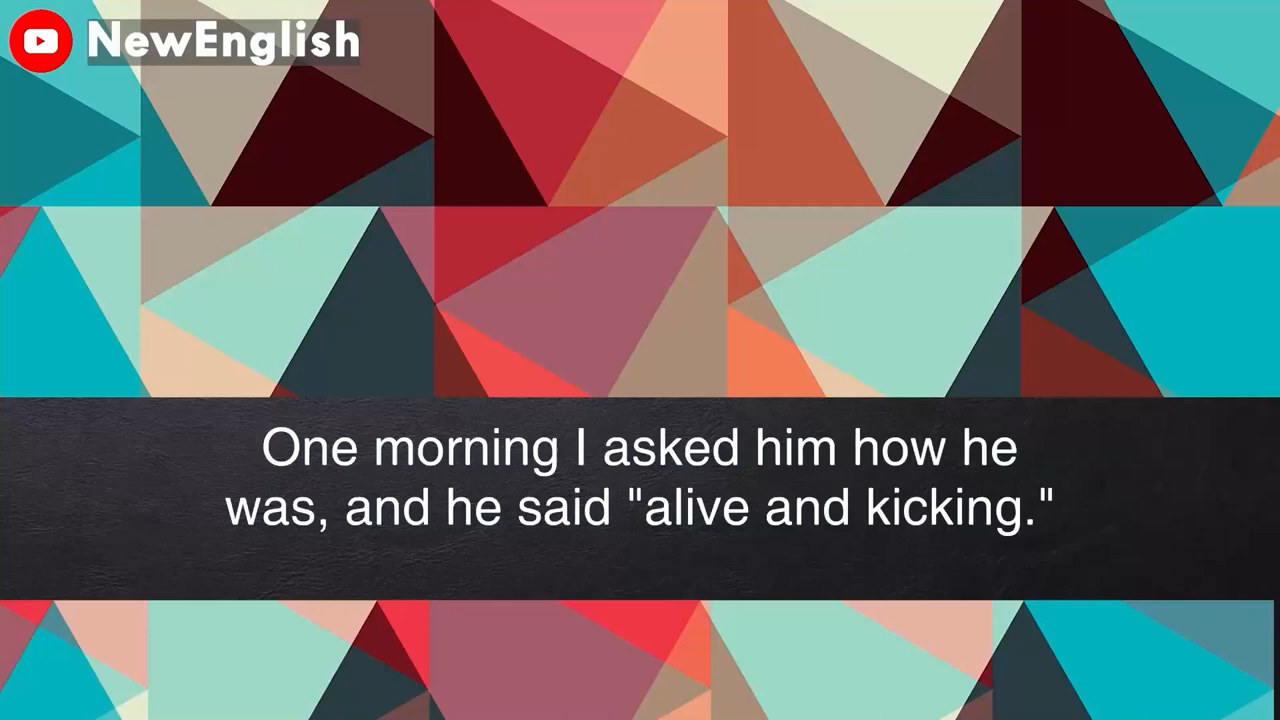 NewEnglish
One morning I asked him how he
was, and he said "alive and kicking."